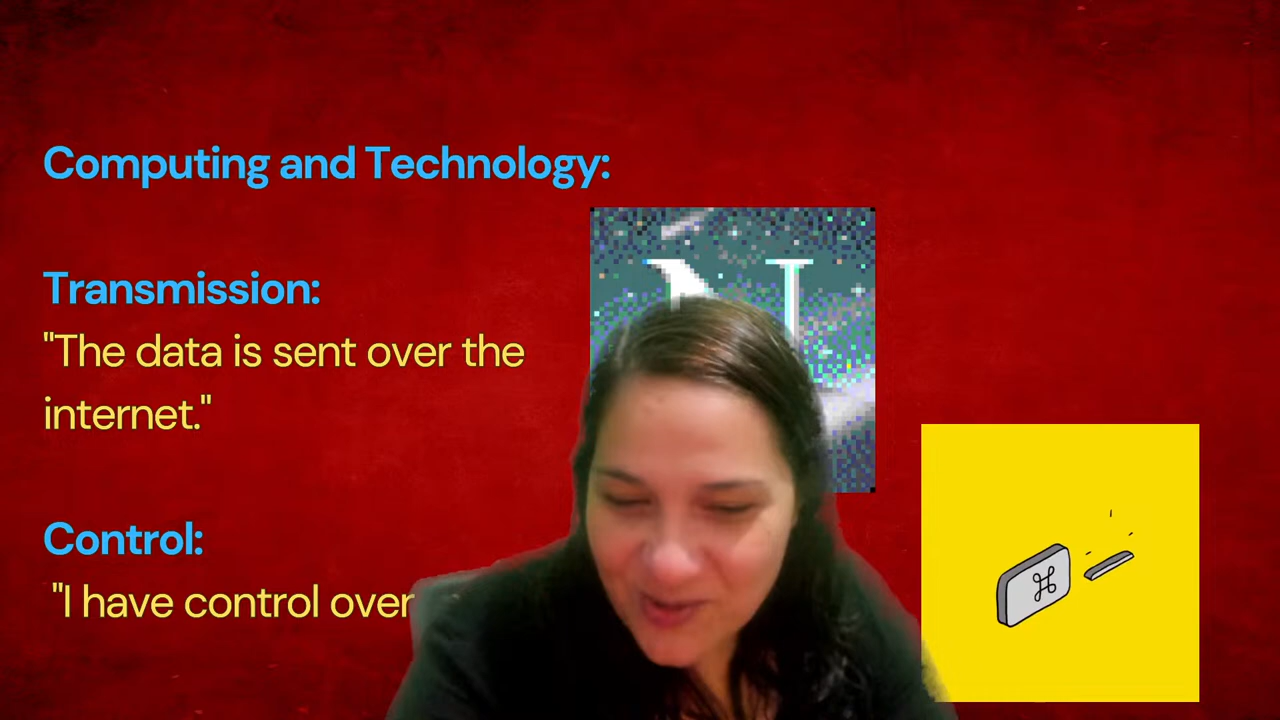 Computing and Technology:
Transmission:
"The data is sent over the
internet."
Control:
"I have control over